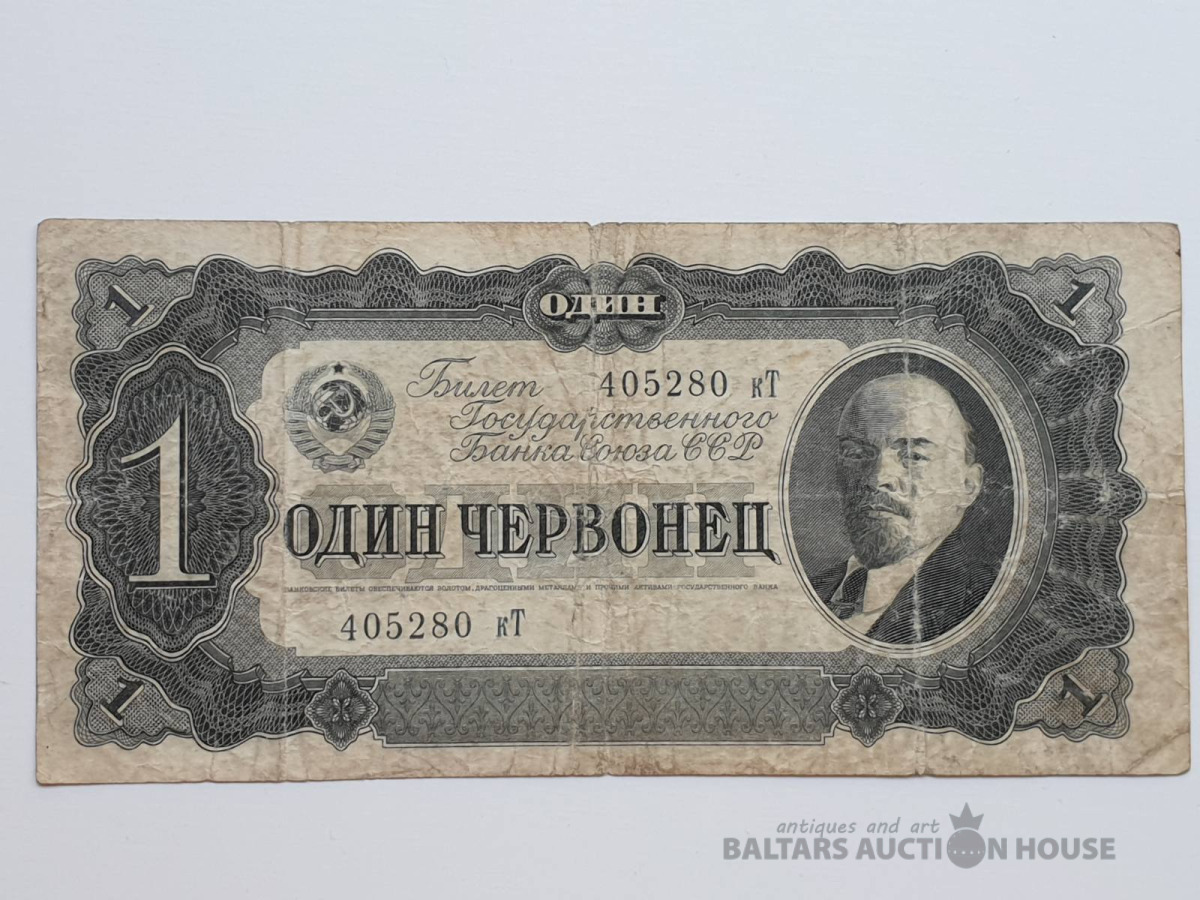 1
ОДИН
1
Билет 405280 кТ
Государственного
Банка Союза ССР
1
ОДИН
ОДИН ЧЕРВОНЕЦ
БАНКОВСКИЕ БИЛЕТЫ ОБЕСПЕЧИВАЮТСЯ ЗОЛОТОМ, ДРАГОЦЕННЫМИ МЕТАЛЛАМИ И ПРОЧИМИ АКТИВАМИ ГОСУДАРСТВЕННОГО БАНКА
405280 кТ
1
1
antiques and art
BALTARS AUCTION HOUSE